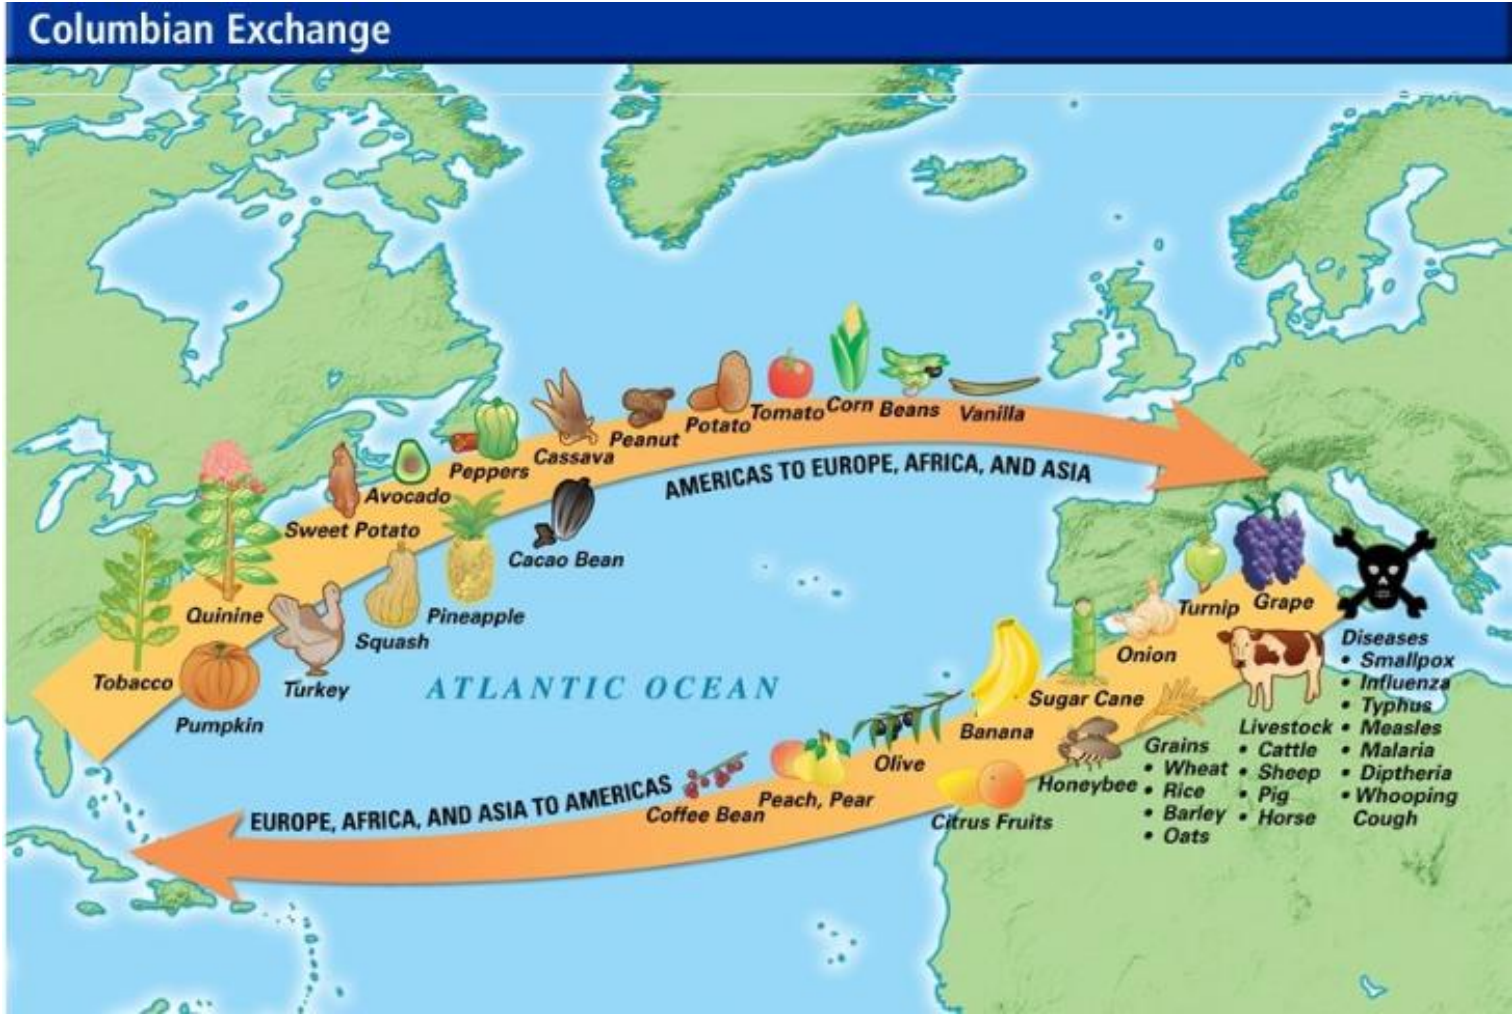 Columbian Exchange
Tobacco
Quinine
Sweet Potato
Avocado
Peppers
Cassava
Peanut
Potato
Tomato
Corn
Beans
Vanilla
Pumpkin
Turkey
Squash
Pineapple
Cacao Bean
AMERICAS TO EUROPE, AFRICA, AND ASIA
ATLANTIC OCEAN
EUROPE, AFRICA, AND ASIA TO AMERICAS
Coffee Bean
Peach, Pear
Olive
Banana
Sugar Cane
Onion
Turnip
Grape
Citrus Fruits
Honeybee
Grains
• Wheat
• Rice
• Barley
• Oats
Livestock
• Cattle
• Sheep
• Pig
• Horse
Diseases
• Smallpox
• Influenza
• Typhus
• Measles
• Malaria
• Diptheria
• Whooping
Cough